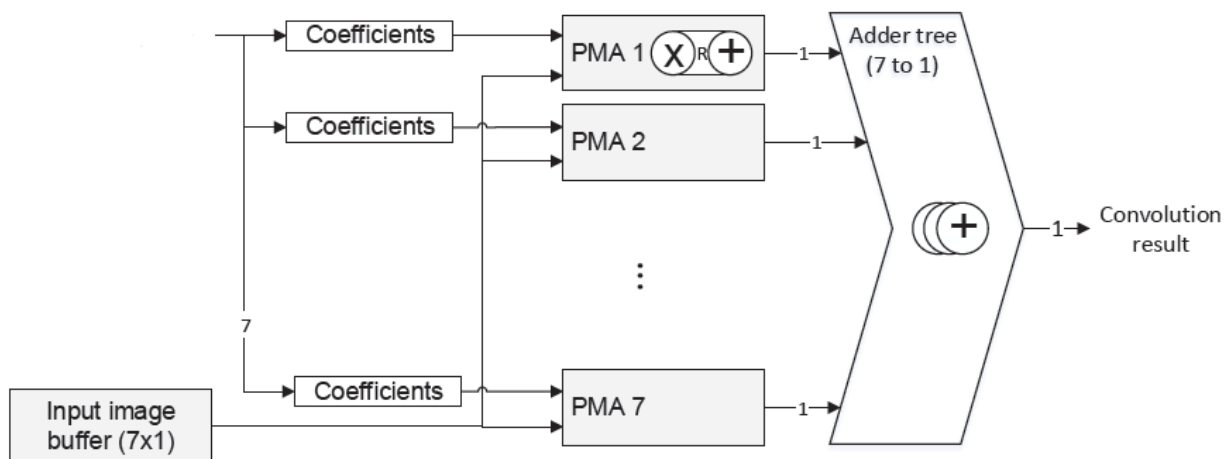 Coefficients
PMA 1
X
R
+
1
Adder tree
(7 to 1)
Coefficients
PMA 2
1
+
1
Convolution
result
7
Coefficients
PMA 7
1
Input image
buffer (7x1)